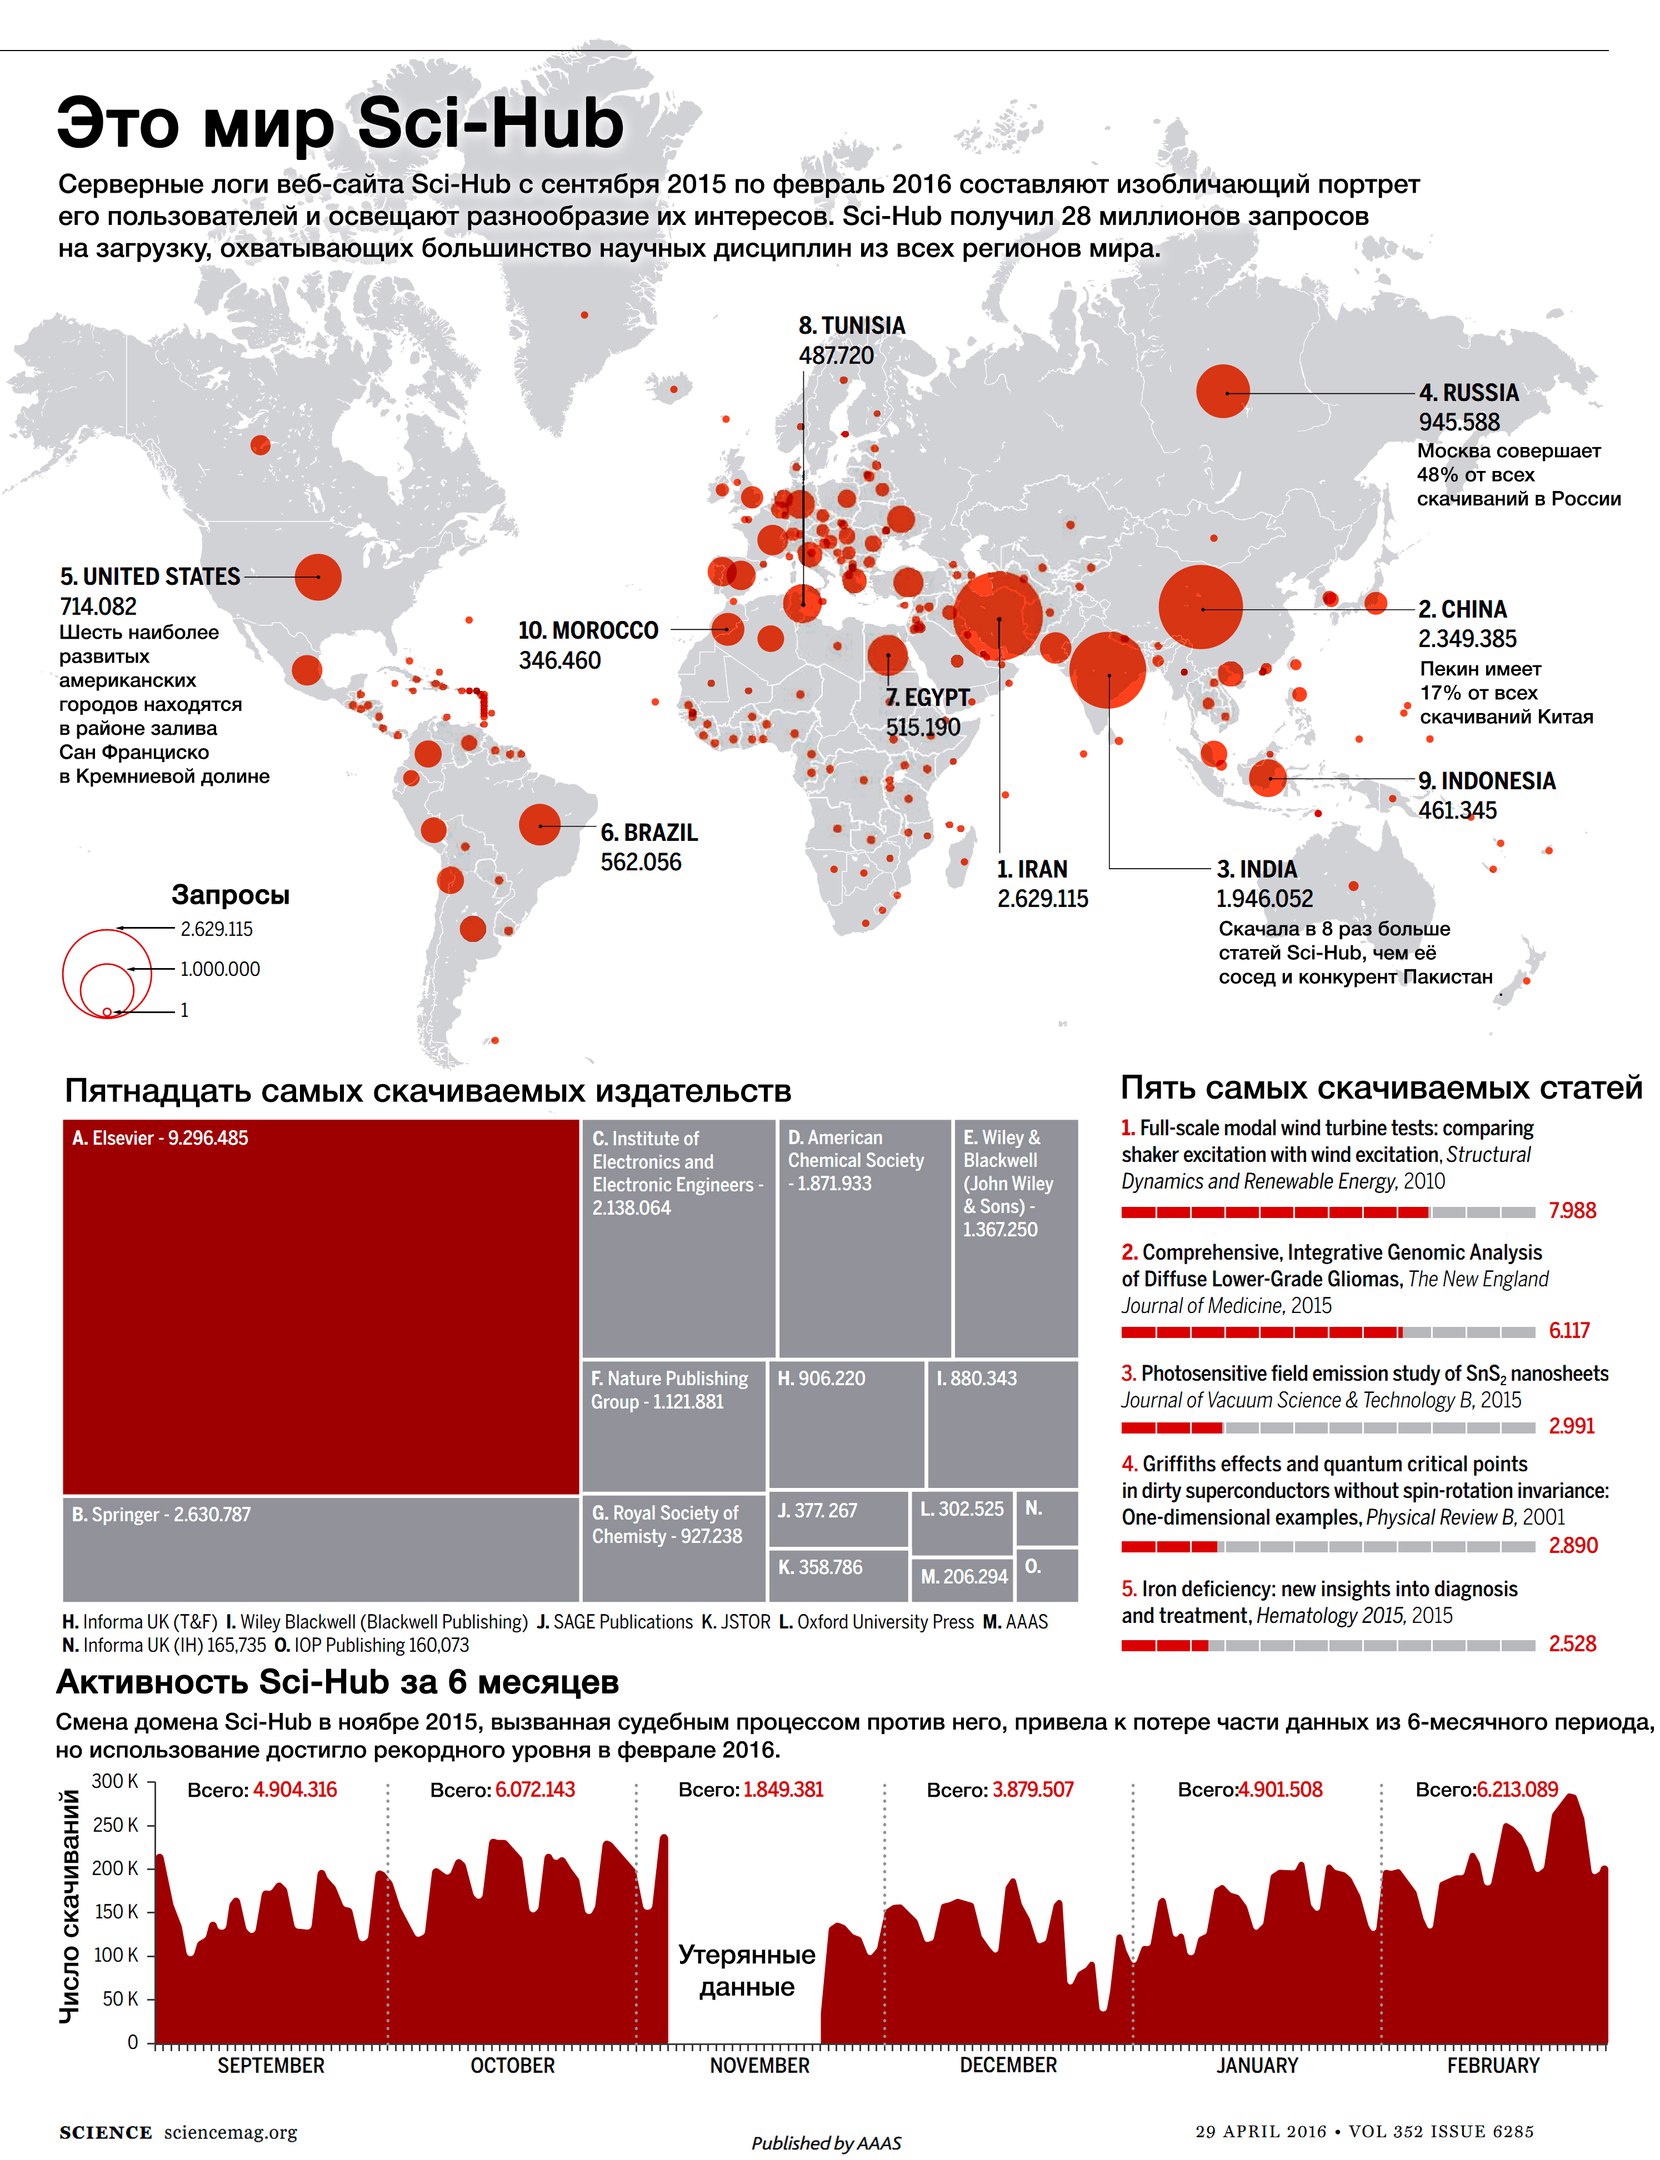 Это мир Sci-Hub
Серверные логи веб-сайта Sci-Hub с сентября 2015 по февраль 2016 составляют изобличающий портрет
его пользователей и освещают разнообразие их интересов. Sci-Hub получил 28 миллионов запросов
на загрузку, охватывающих большинство научных дисциплин из всех регионов мира.
8. TUNISIA
487.720
4. RUSSIA
945.588
Москва совершает
48% от всех
скачиваний в России
5. UNITED STATES
714.082
Шесть наиболее
развитых
американских
городов находятся
в районе залива
Сан Франциско
в Кремниевой долине
10. MOROCCO
346.460
7. EGYPT
515.190
2. CHINA
2.349.385
Пекин имеет
17% от всех
скачиваний Китая
9. INDONESIA
461.345
6. BRAZIL
562.056
1. IRAN
2.629.115
3. INDIA
1.946.052
Скачала в 8 раз больше
статей Sci-Hub, чем её
сосед и конкурент Пакистан
Запросы
2.629.115
1.000.000
1
Пятнадцать самых скачиваемых издательств
A. Elsevier - 9.296.485
B. Springer - 2.630.787
C. Institute of
Electronics and
Electronic Engineers -
2.138.064
D. American
Chemical Society
- 1.871.933
E. Wiley &
Blackwell
(John Wiley
& Sons) -
1.367.250
F. Nature Publishing
Group - 1.121.881
G. Royal Society of
Chemisty - 927.238
H. 906.220
I. 880.343
J. 377. 267
K. 358.786
L. 302.525
M. 206.294
N.
O.
H. Informa UK (T&F) I. Wiley Blackwell (Blackwell Publishing) J. SAGE Publications K. JSTOR L. Oxford University Press M. AAAS
N. Informa UK (IH) 165,735 O. IOP Publishing 160,073
Пять самых скачиваемых статей
1. Full-scale modal wind turbine tests: comparing
shaker excitation with wind excitation, Structural
Dynamics and Renewable Energy, 2010
7.988
2. Comprehensive, Integrative Genomic Analysis
of Diffuse Lower-Grade Gliomas, The New England
Journal of Medicine, 2015
6.117
3. Photosensitive field emission study of SnS2 nanosheets
Journal of Vacuum Science & Technology B, 2015
2.991
4. Griffiths effects and quantum critical points
in dirty superconductors without spin-rotation invariance:
One-dimensional examples, Physical Review B, 2001
2.890
5. Iron deficiency: new insights into diagnosis
and treatment, Hematology 2015, 2015
2.528
Активность Sci-Hub за 6 месяцев
Смена домена Sci-Hub в ноябре 2015, вызванная судебным процессом против него, привела к потере части данных из 6-месячного периода,
но использование достигло рекордного уровня в феврале 2016.
Число скачиваний
300 K
250 K
200 K
150 K
100 K
50 K
0
Всего: 4.904.316
Всего: 6.072.143
Всего: 1.849.381
Всего: 3.879.507
Всего:4.901.508
Всего:6.213.089
Утерянные
данные
SEPTEMBER
OCTOBER
NOVEMBER
DECEMBER
JANUARY
FEBRUARY
SCIENCE sciencemag.org
Published by AAAS
29 APRIL 2016 • VOL 352 ISSUE 6285